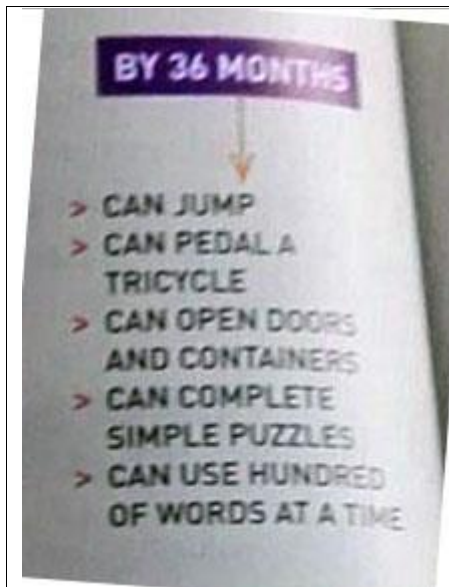 BY 36 MONTHS
> CAN JUMP
> CAN PEDAL A
TRICYCLE
> CAN OPEN DOORS
AND CONTAINERS
> CAN COMPLETE
SIMPLE PUZZLES
> CAN USE HUNDRED
OF WORDS AT A TIME